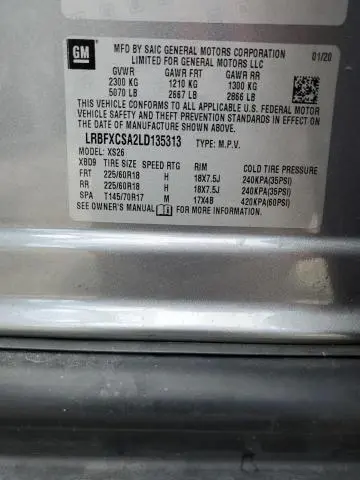 GM
MFD BY SAIC GENERAL MOTORS CORPORATION 01/20
LIMITED FOR GENERAL MOTORS LLC
GVWR GAWR FRT GAWR RR
2300 KG 1210 KG 1300 KG
5070 LB 2667 LB 2866 LB
THIS VEHICLE CONFORMS TO ALL APPLICABLE U.S. FEDERAL MOTOR
VEHICLE SAFETY AND THEFT PREVENTION STANDARDS IN EFFECT
ON THE DATE OF MANUFACTURE SHOWN ABOVE.
LRBFXCSA2LD135313 TYPE: M.P.V.
MODEL: XS26
XBD9 TIRE SIZE SPEED RTG RIM COLD TIRE PRESSURE
FRT 225/60R18 H 18X7.5J 240KPA(35PSI)
RR 225/60R18 H 18X7.5J 240KPA(35PSI)
SPA T145/70R17 M 17X4B 420KPA(60PSI)
SEE OWNER'S MANUAL FOR MORE INFORMATION.